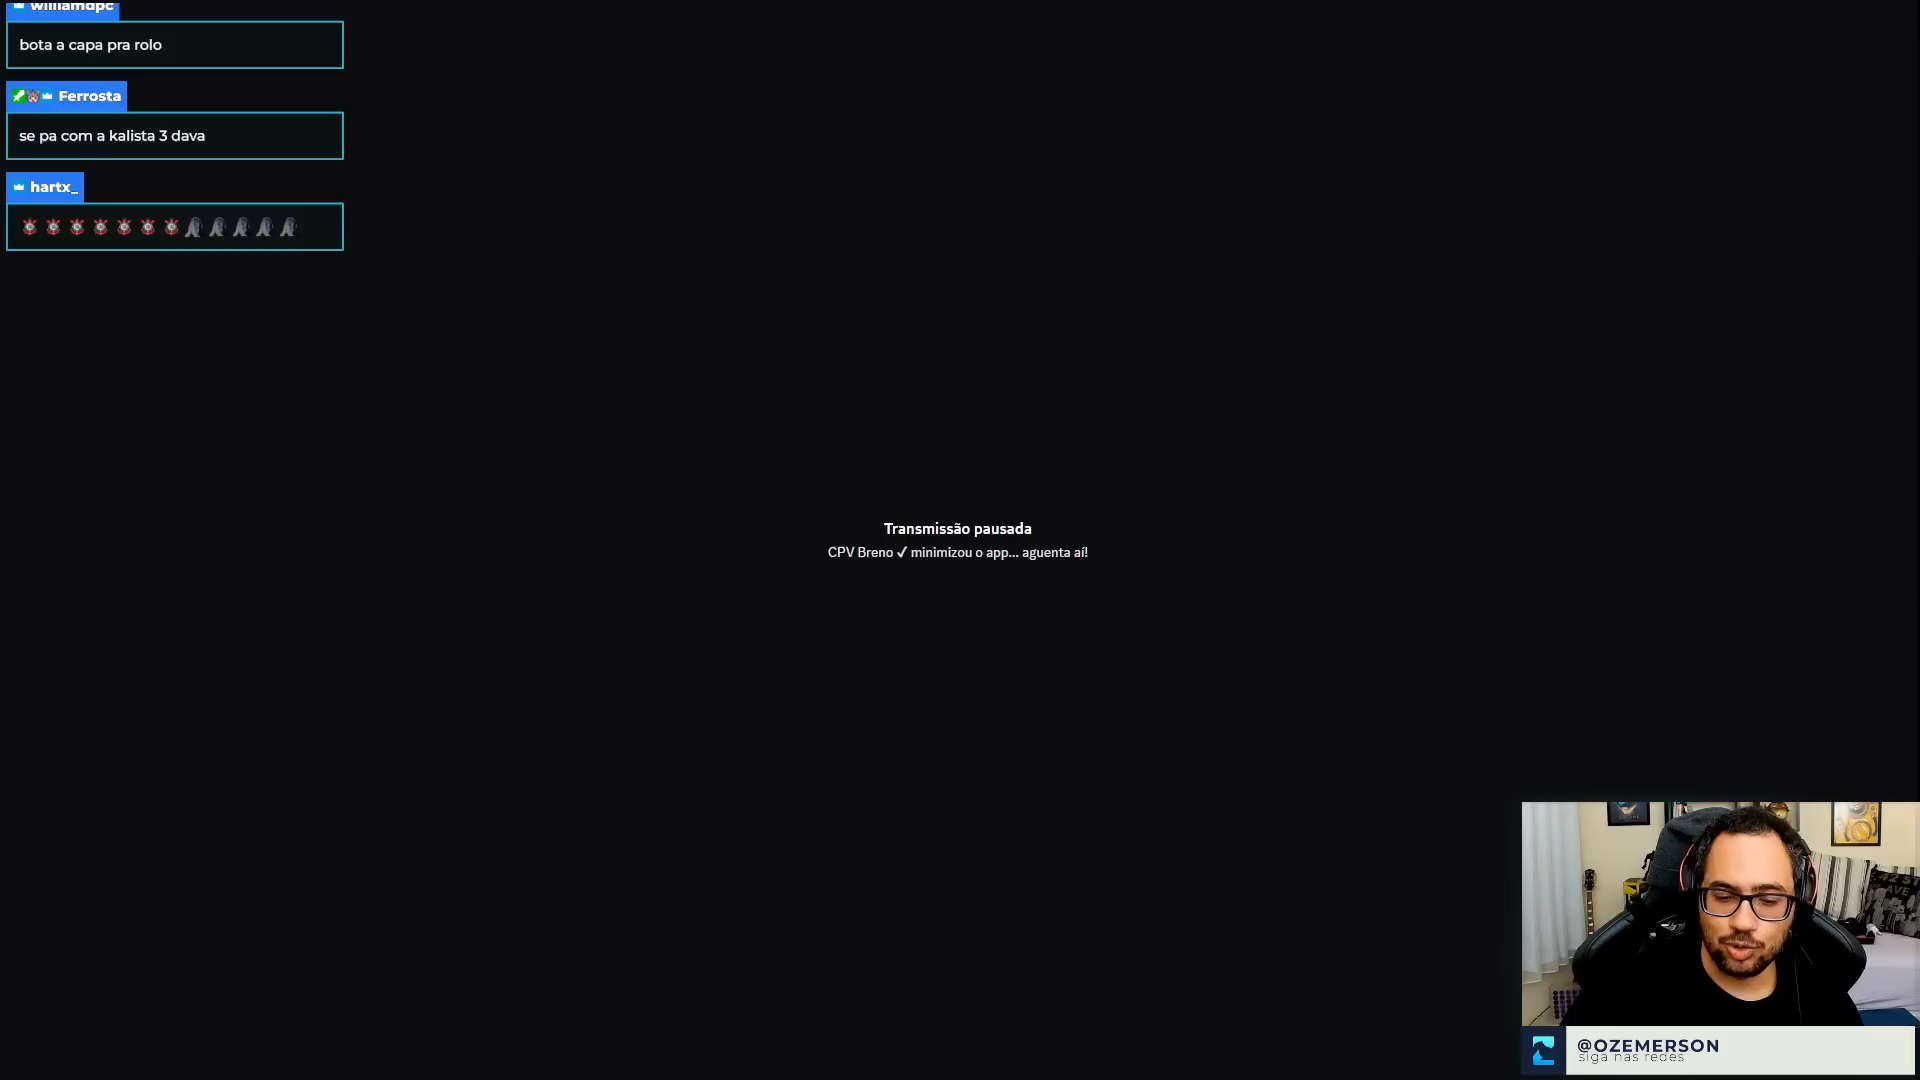 williamdpc
bota a capa pra rolo
Ferrosta
se pa com a kalista 3 dava
hartx_
Transmissão pausada
CPV Breno ✓ minimizou o app... aguenta aí!
@OZEMERSON
siga nas redes